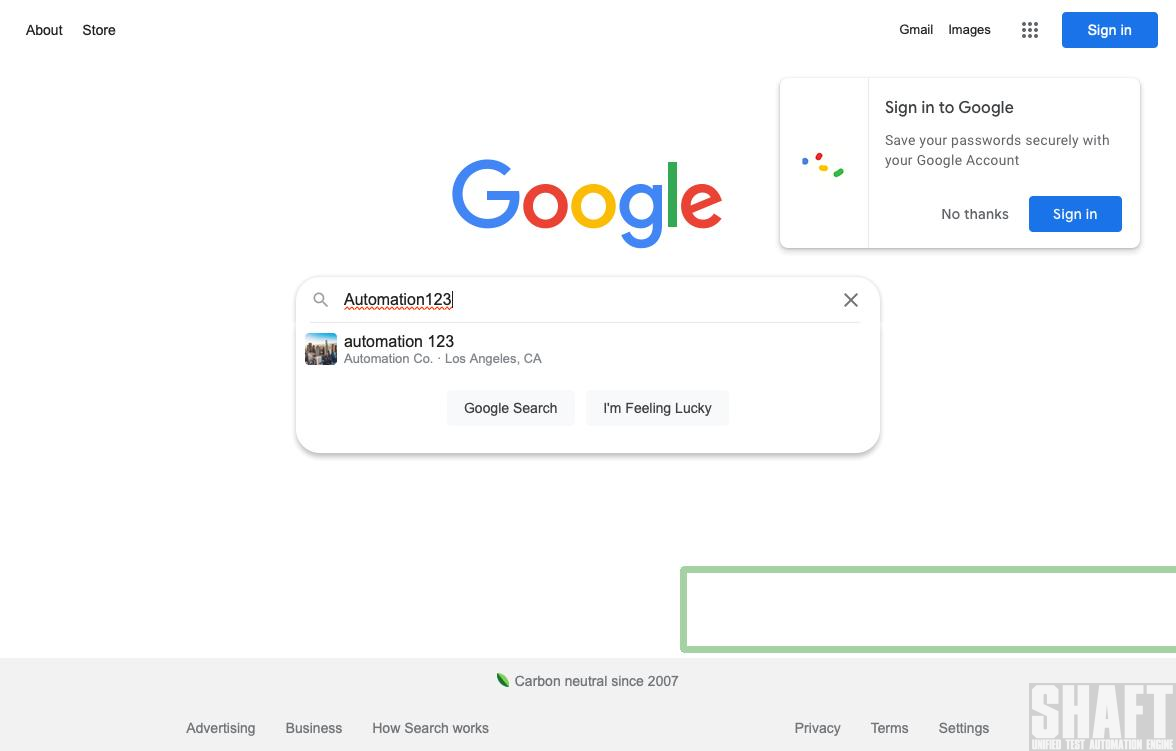 About Store
Gmail Images
Sign in
Sign in to Google
Save your passwords securely with
your Google Account
No thanks
Sign in
Google
Automation123
automation 123
Automation Co. · Los Angeles, CA
Google Search
I'm Feeling Lucky
Carbon neutral since 2007
Advertising Business How Search works
Privacy Terms Settings
SHAFT
UNIFIED TEST AUTOMATION ENGINE